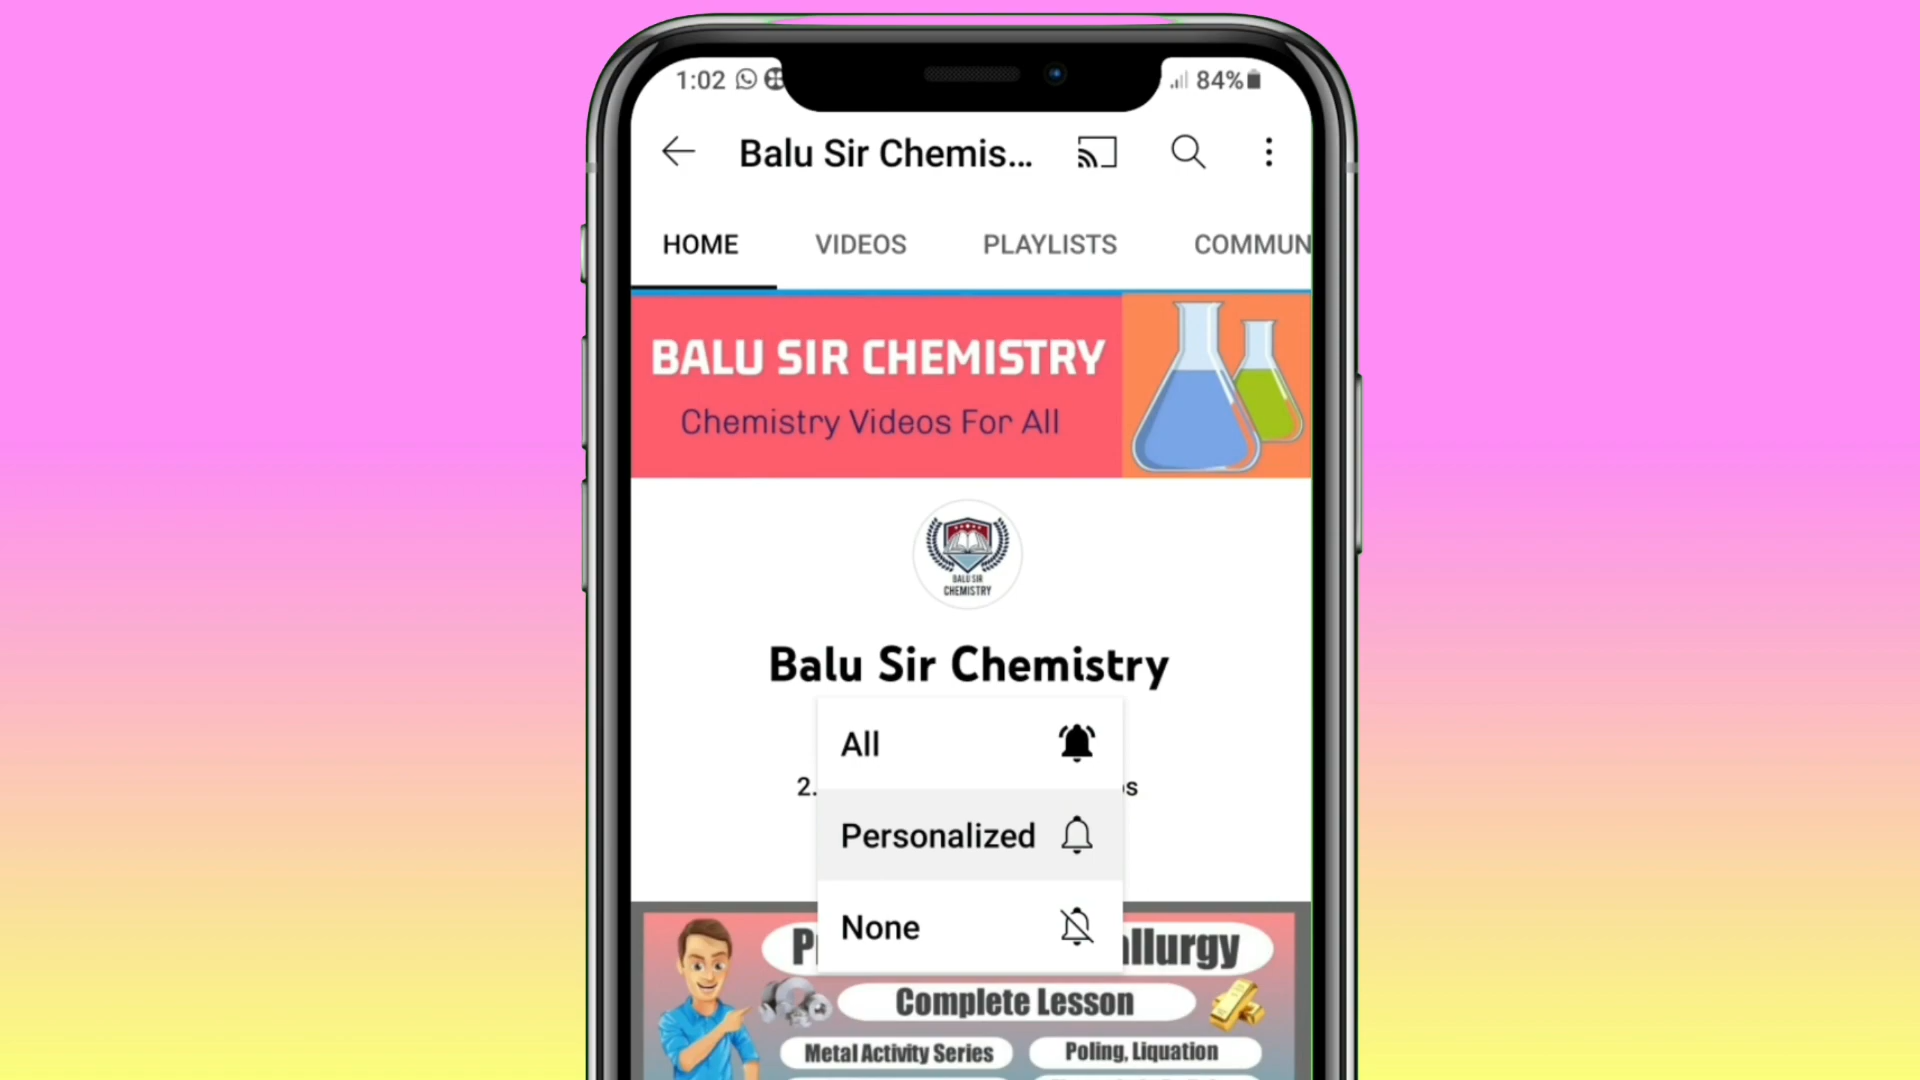 1:02 84%
Balu Sir Chemis...
HOME VIDEOS PLAYLISTS COMMUN
BALU SIR CHEMISTRY
Chemistry Videos For All
BALU SIR
CHEMISTRY
Balu Sir Chemistry
All
2. s
Personalized
None
P llurgy
Complete Lesson
Metal Activity Series Poling, Liquation